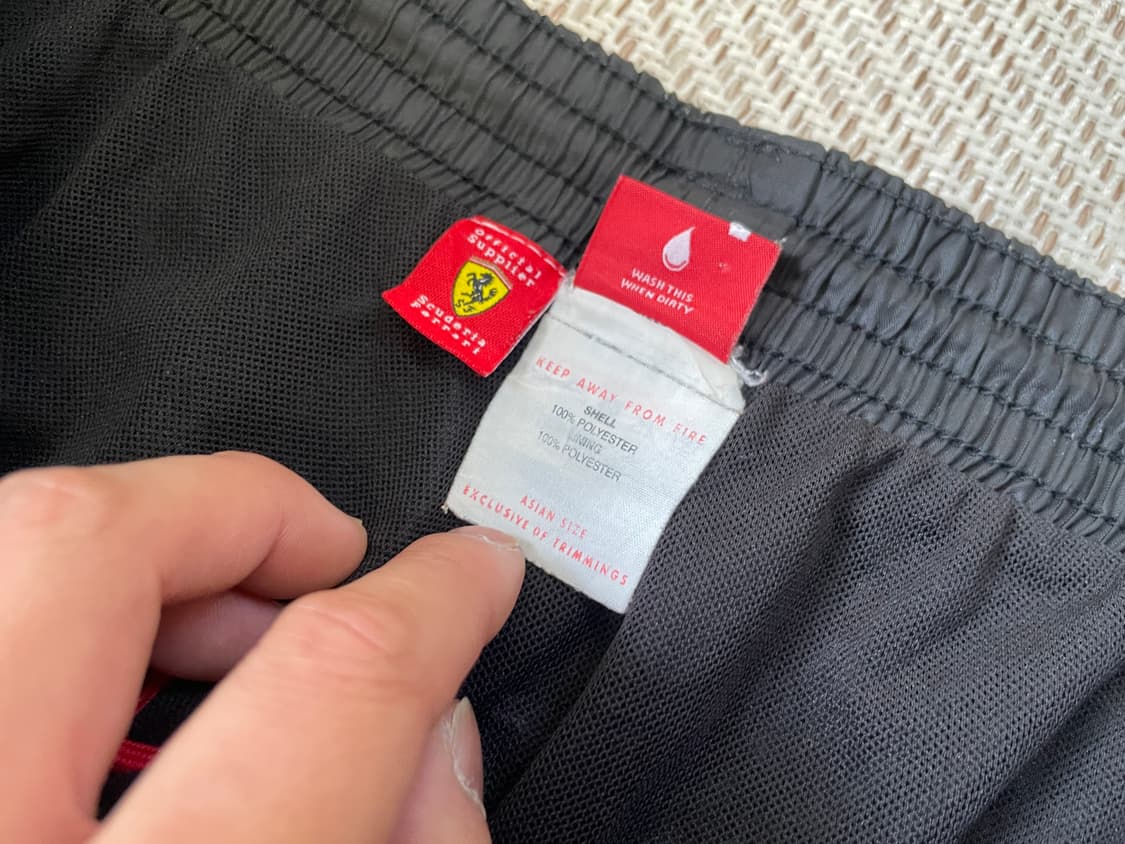 Official
Supplier
SF
Scuderia
Ferrari
WASH THIS
WHEN DIRTY
KEEP AWAY FROM FIRE
SHELL
100% POLYESTER
LINING
100% POLYESTER
ASIAN SIZE
EXCLUSIVE OF TRIMMINGS